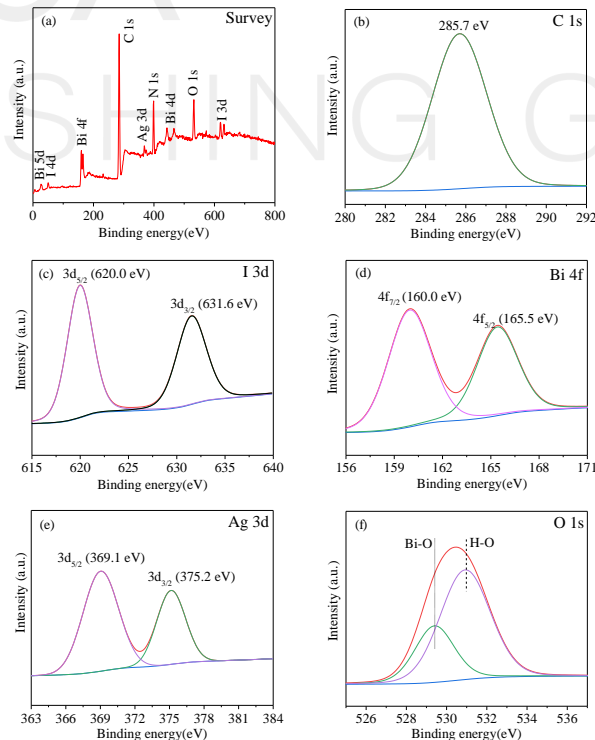 SHING G
(a) Survey
C 1s
N 1s
O 1s
I 3d
Bi 4d
Ag 3d
Bi 4f
I 4d
Bi 5d
Intensity (a.u.)
0 200 400 600 800
Binding energy(eV)
(b) C 1s
285.7 eV
Intensity (a.u.)
280 282 284 286 288 290 292
Binding energy(eV)
(c) I 3d
3d5/2 (620.0 eV)
3d3/2 (631.6 eV)
Intensity (a.u.)
615 620 625 630 635 640
Binding energy(eV)
(d) Bi 4f
4f7/2 (160.0 eV)
4f5/2 (165.5 eV)
Intensity (a.u.)
156 159 162 165 168 171
Binding energy(eV)
(e) Ag 3d
3d5/2 (369.1 eV)
3d3/2 (375.2 eV)
Intensity (a.u.)
363 366 369 372 375 378 381 384
Binding energy(eV)
(f) O 1s
Bi-O H-O
Intensity (a.u.)
526 528 530 532 534 536
Binding energy(eV)